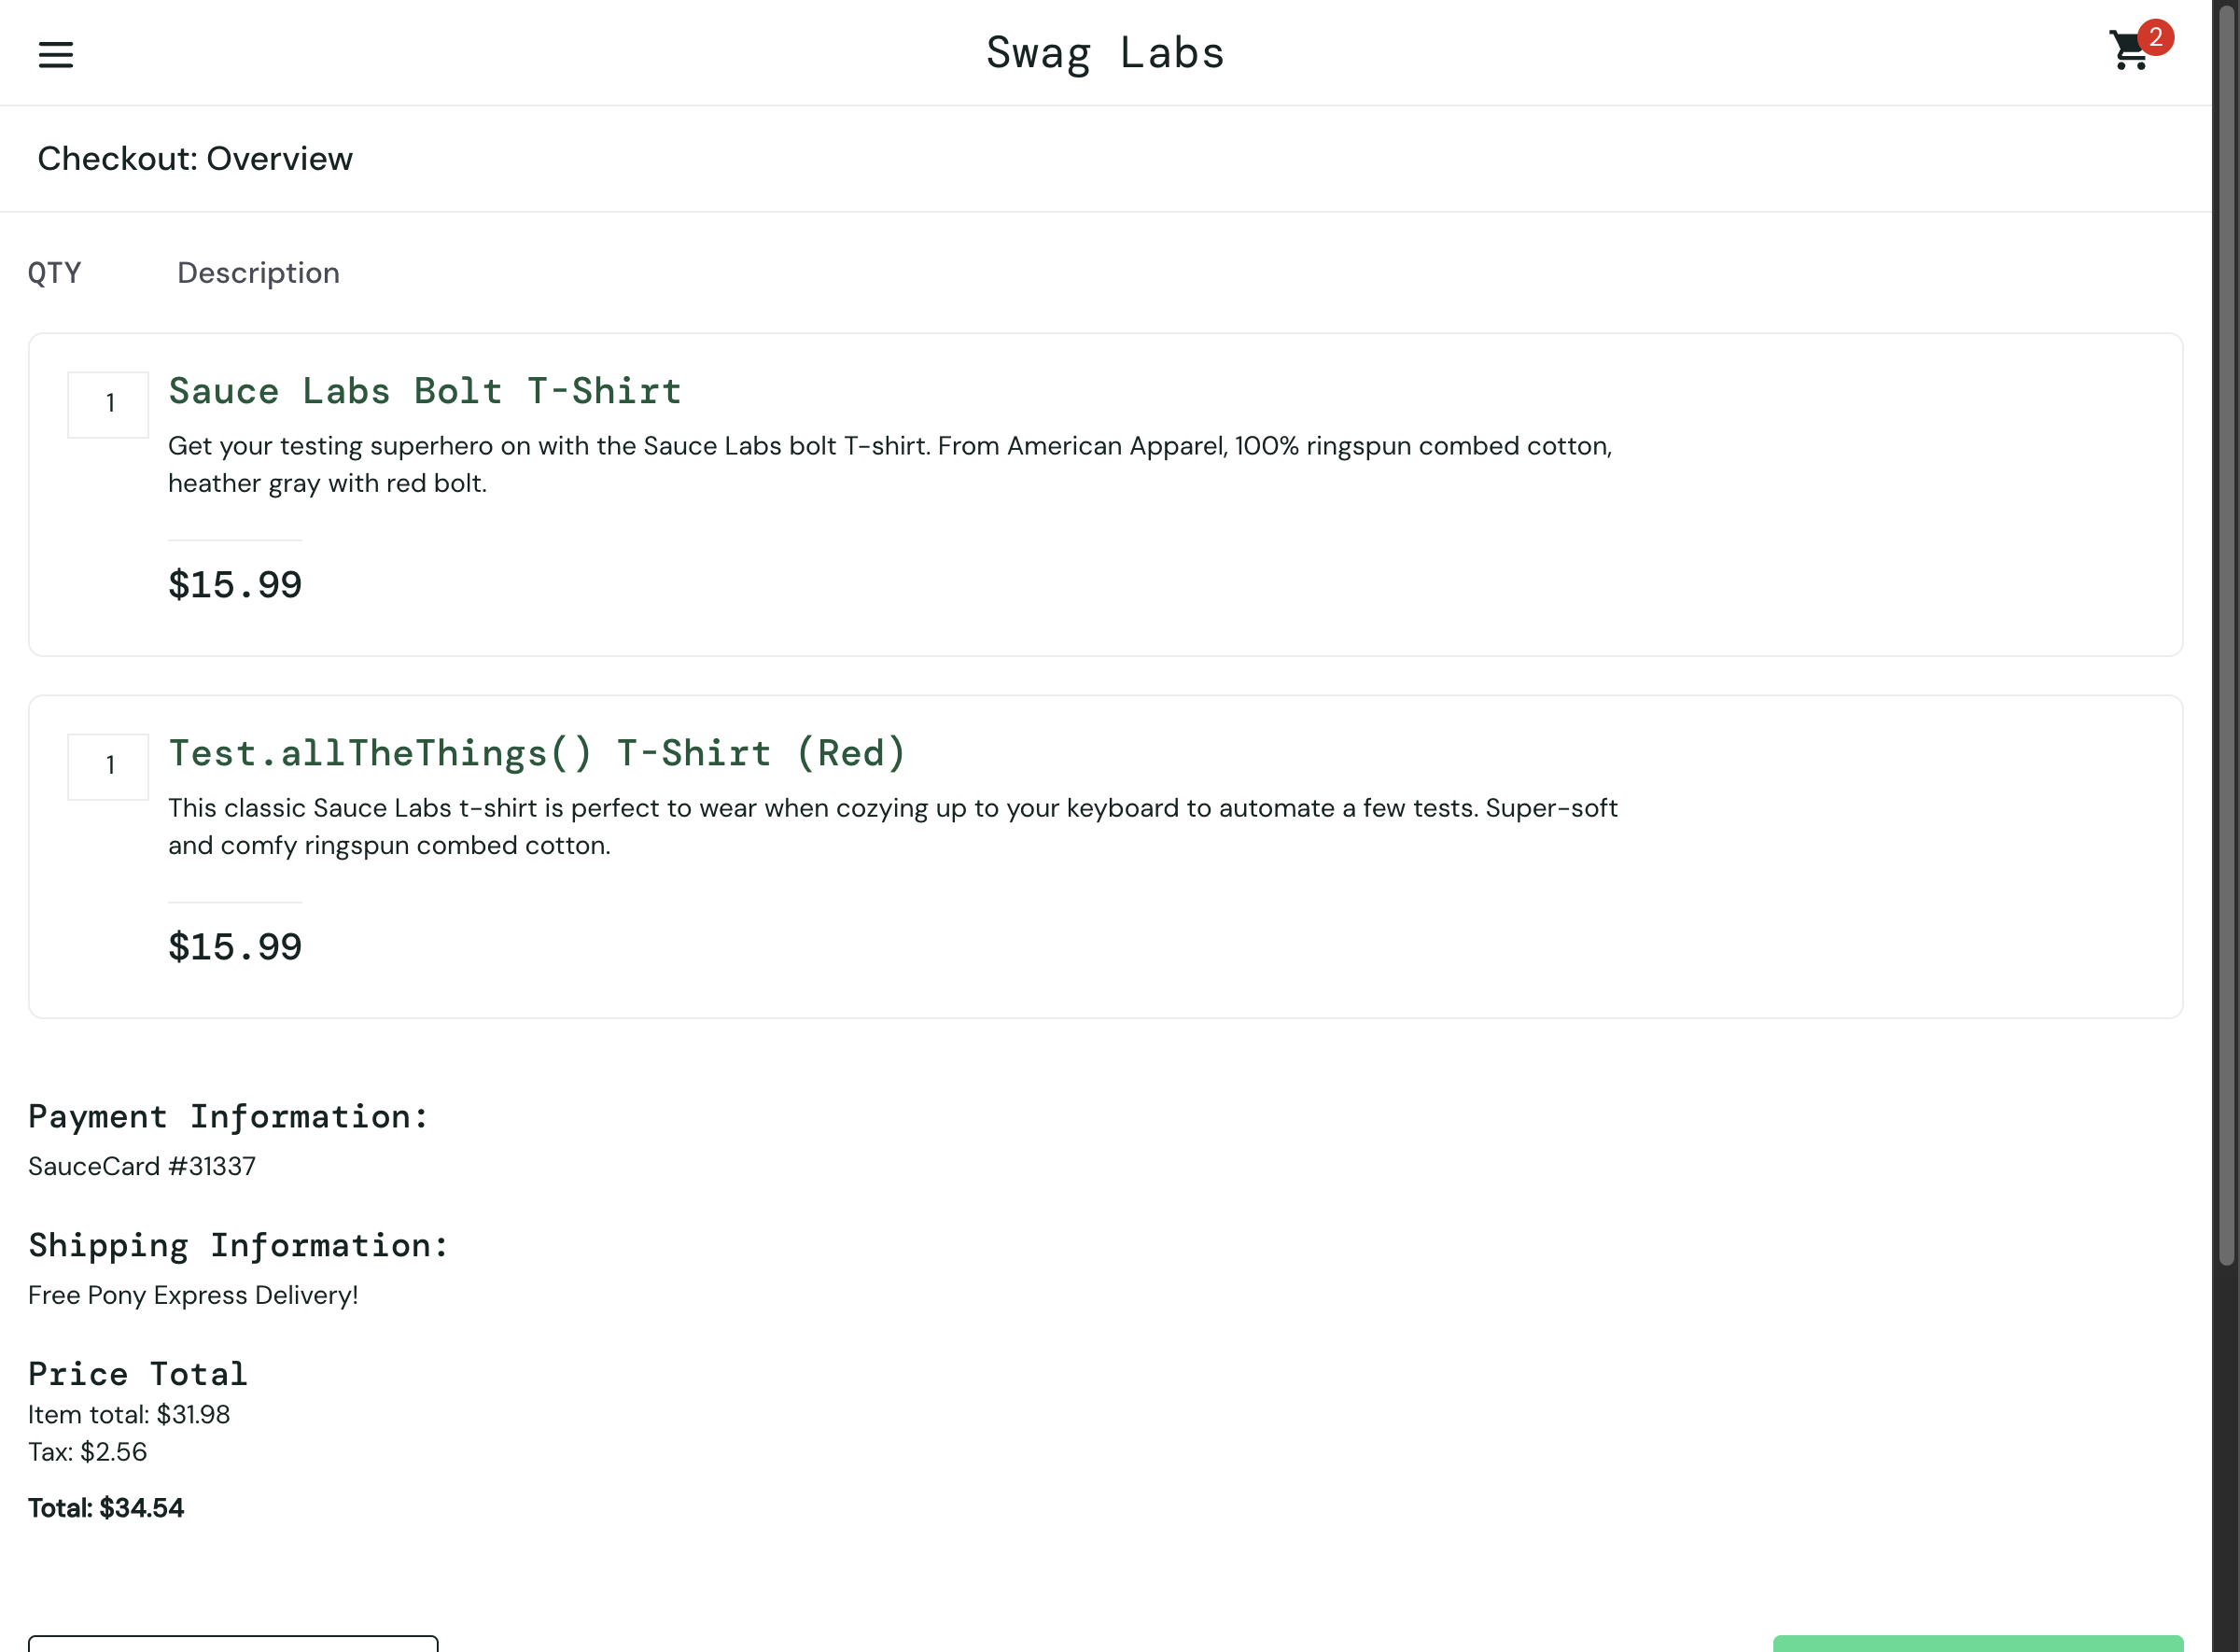 Swag Labs
2
Checkout: Overview
QTY Description
1
Sauce Labs Bolt T-Shirt
Get your testing superhero on with the Sauce Labs bolt T-shirt. From American Apparel, 100% ringspun combed cotton,
heather gray with red bolt.
$15.99
1
Test.allTheThings() T-Shirt (Red)
This classic Sauce Labs t-shirt is perfect to wear when cozying up to your keyboard to automate a few tests. Super-soft
and comfy ringspun combed cotton.
$15.99
Payment Information:
SauceCard #31337
Shipping Information:
Free Pony Express Delivery!
Price Total
Item total: $31.98
Tax: $2.56
Total: $34.54